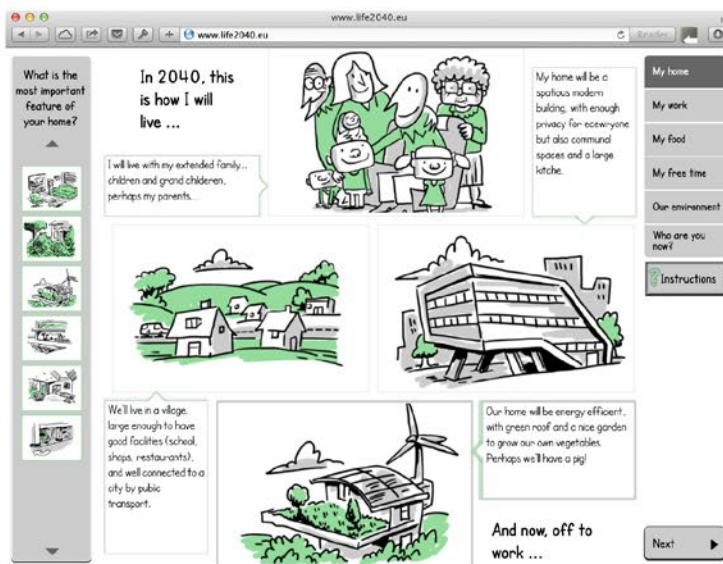 www.life2040.eu
www.life2040.eu
Reader
What is the
most important
feature of
your home?
In 2040, this
is how I will
live ...
I will live with my extended family...
children and grand childeren,
perhaps my parents...
My home will be a
spatious modern
building, with enough
privacy for ecewryone
but also communal
spaces and a large
kitche.
My home
My work
My food
My free time
Our environment
Who are you
now?
?Instructions
We'll live in a village,
large enough to have
good facilities (school,
shops, restaurants),
and well connected to a
city by pubic
transport.
Our home will be energy efficient,
with green roof and a nice garden
to grow our own vegetables.
Perhaps we'll have a pig!
And now, off to
work ...
Next